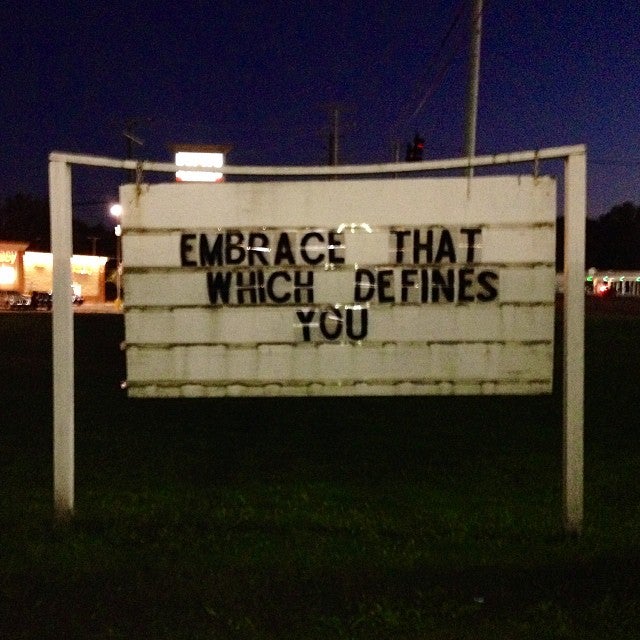 EMBRACE THAT
WHICH DEFINES
YOU